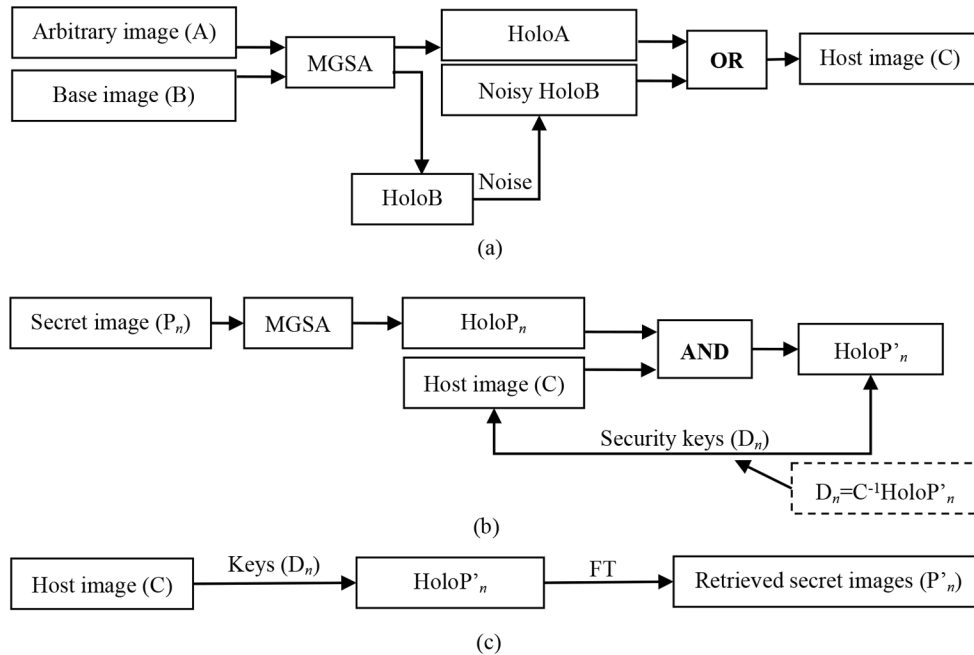 Arbitrary image (A)
Base image (B)
MGSA
HoloA
Noisy HoloB
OR
Host image (C)
HoloB
Noise
(a)
Secret image (Pn)
MGSA
HoloPn
Host image (C)
AND
HoloP’n
Security keys (Dn)
Dn=C-1HoloP’n
(b)
Host image (C)
Keys (Dn)
HoloP’n
FT
Retrieved secret images (P’n)
(c)